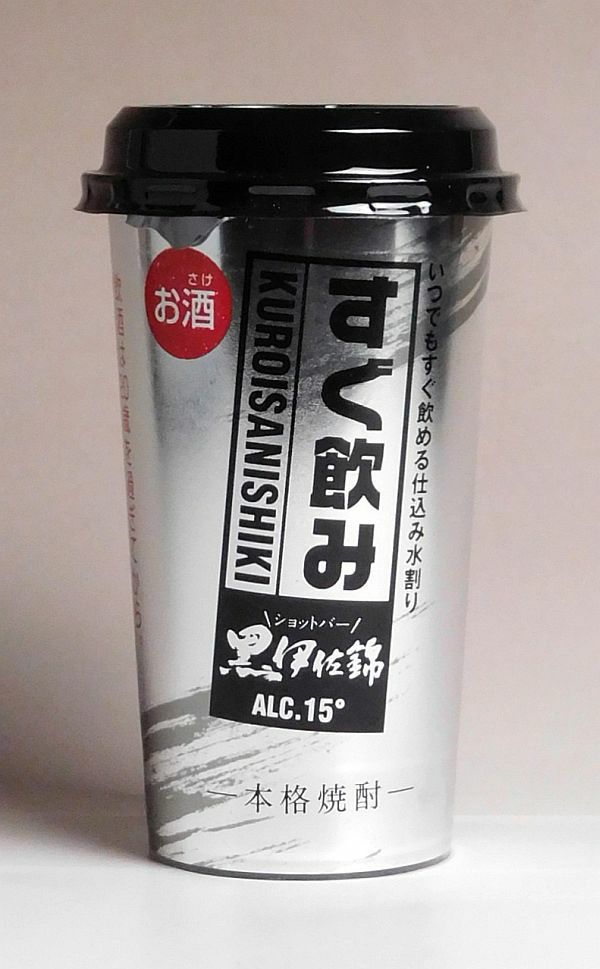 さけ
お酒
いつでもすぐ飲める仕込み水割り
すぐ飲み
KUROISANISHIKI
\ショットバー/
黒伊佐錦
ALC.15°
本格焼酎